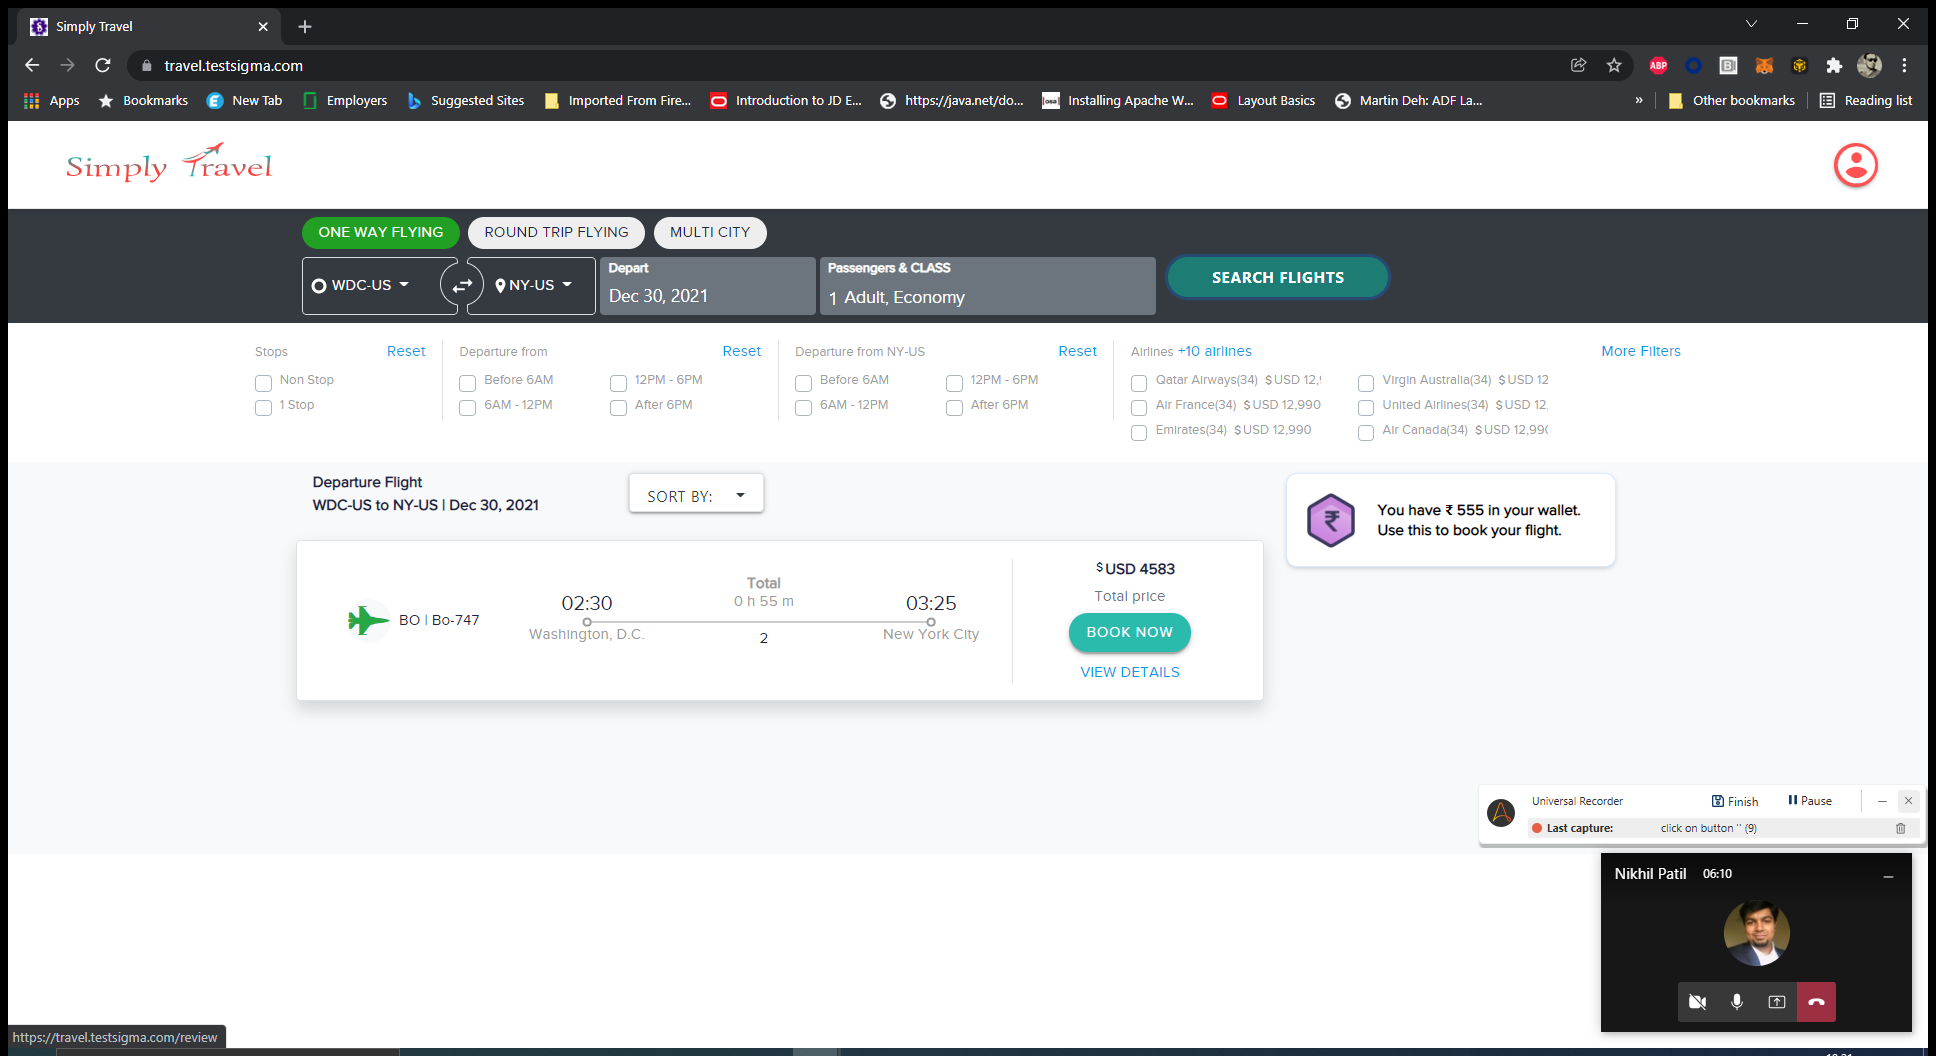 Simply Travel
travel.testsigma.com
ABP
Apps Bookmarks New Tab Employers Suggested Sites Imported From Fire... Introduction to JD E... https://java.net/do... Installing Apache W... Layout Basics Martin Deh: ADF La... » Other bookmarks Reading list
Simply Travel
ONE WAY FLYING ROUND TRIP FLYING MULTI CITY
WDC-US NY-US
Depart
Dec 30, 2021
Passengers & CLASS
1 Adult, Economy
SEARCH FLIGHTS
Stops Reset
Non Stop
1 Stop
Departure from Reset
Before 6AM 12PM - 6PM
6AM - 12PM After 6PM
Departure from NY-US Reset
Before 6AM 12PM - 6PM
6AM - 12PM After 6PM
Airlines +10 airlines More Filters
Qatar Airways(34) $ USD 12, Virgin Australia(34) $ USD 12
Air France(34) $ USD 12,990 United Airlines(34) $ USD 12,
Emirates(34) $ USD 12,990 Air Canada(34) $ USD 12,990
Departure Flight
WDC-US to NY-US | Dec 30, 2021
SORT BY:
You have ₹ 555 in your wallet.
Use this to book your flight.
BO | Bo-747
02:30
Washington, D.C.
Total
0 h 55 m
2
03:25
New York City
$ USD 4583
Total price
BOOK NOW
VIEW DETAILS
Universal Recorder Finish Pause
Last capture: click on button '' (9)
Nikhil Patil 06:10
https://travel.testsigma.com/review